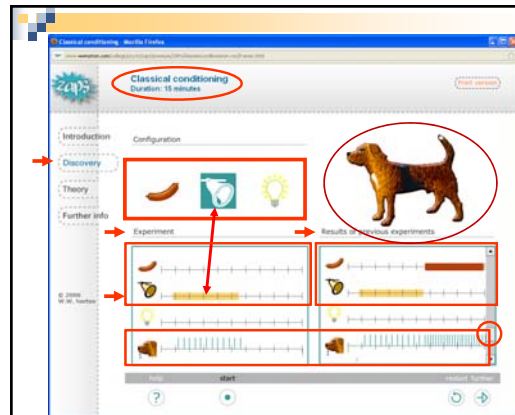 Classical conditioning - Mozilla Firefox
zaps
Classical conditioning
Duration: 15 minutes
Print version
Introduction
Discovery
Theory
Further info
Configuration
Experiment
Results of previous experiments
© 2006
W.W. Norton
help
start
restart
further
?